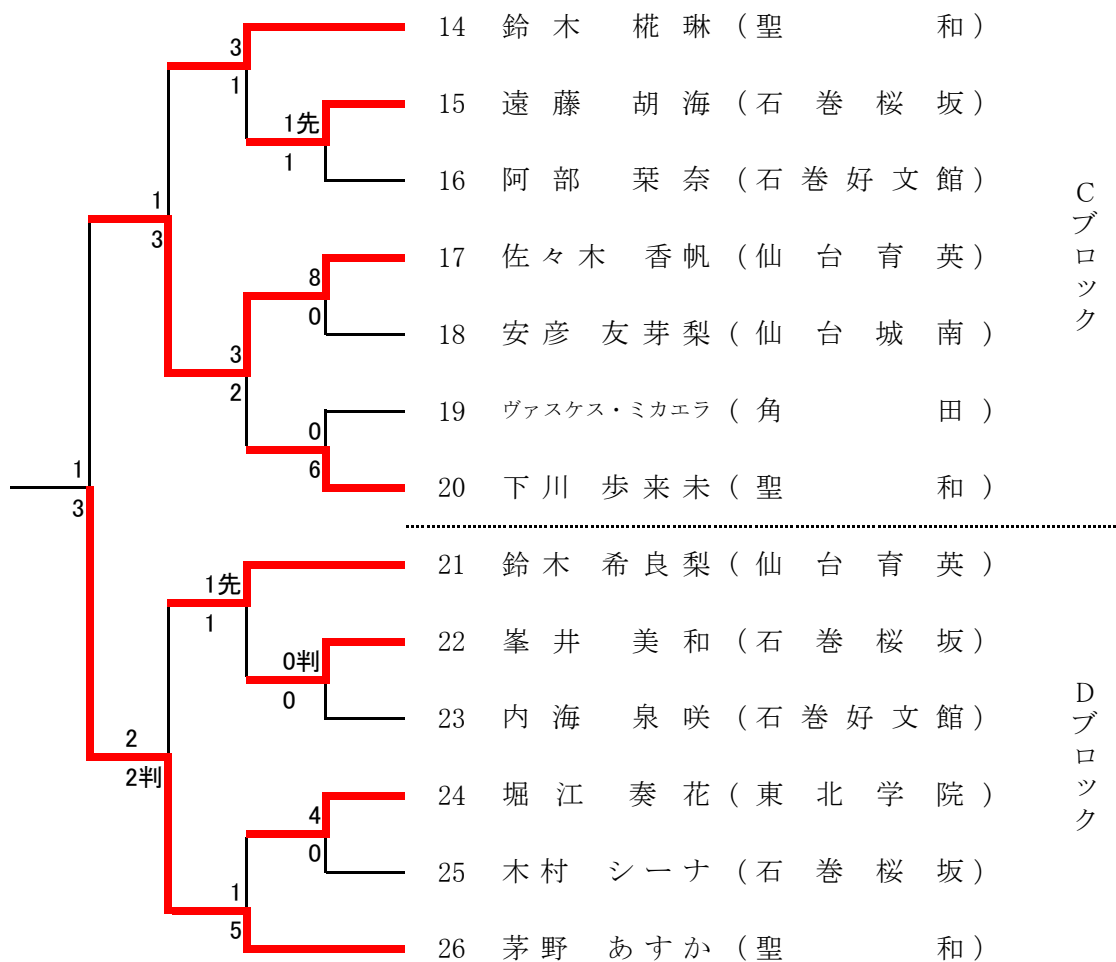 14 鈴木 椛琳 (聖和)
3
1
15 遠藤 胡海 (石巻桜坂)
1先
1
16 阿部 栞奈 (石巻好文館)
Cブロック
1
3
17 佐々木 香帆 (仙台育英)
8
0
18 安彦 友芽梨 (仙台城南)
3
2
19 ヴァスケス・ミカエラ (角田)
0
6
20 下川 歩来未 (聖和)
1
3
21 鈴木 希良梨 (仙台育英)
1先
1
22 峯井 美和 (石巻桜坂)
0判
0
23 内海 泉咲 (石巻好文館)
Dブロック
2
2判
24 堀江 奏花 (東北学院)
4
0
25 木村 シーナ (石巻桜坂)
1
5
26 茅野 あすか (聖和)